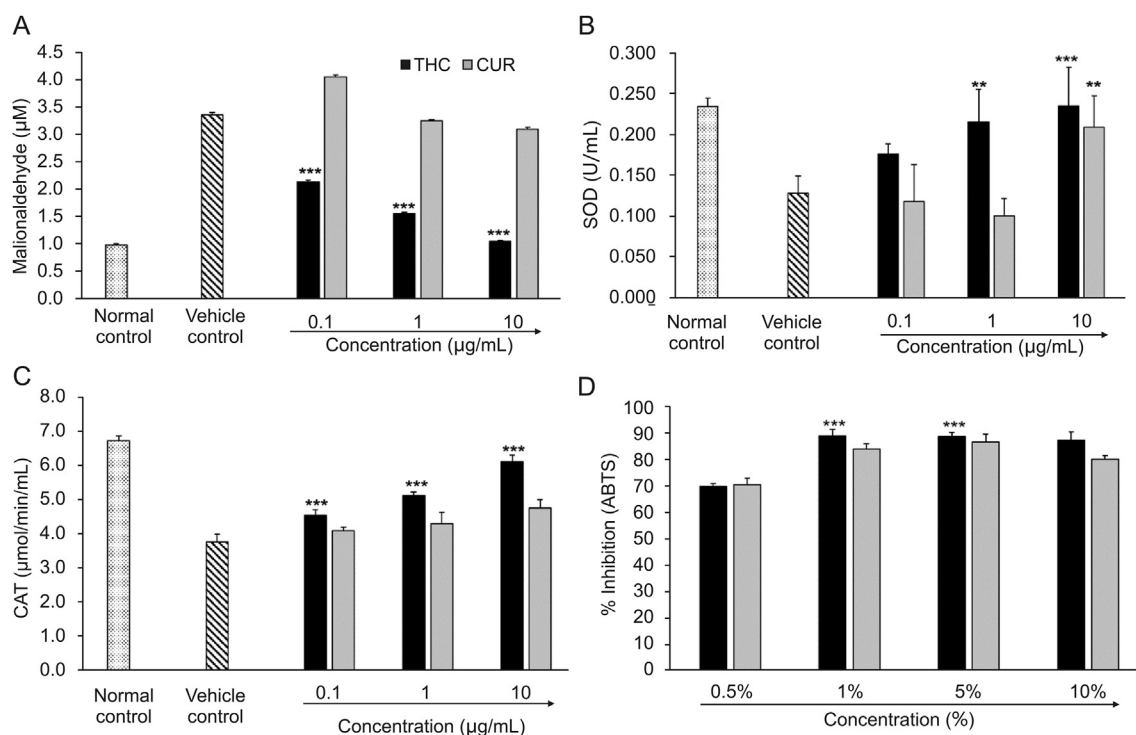 A
Malionaldehyde (µM)
4.5
4.0
3.5
3.0
2.5
2.0
1.5
1.0
0.5
0.0
THC CUR
***
***
***
Normal control
Vehicle control
0.1 1 10
Concentration (µg/mL)
B
SOD (U/mL)
0.300
0.250
0.200
0.150
0.100
0.050
0.000
** *** **
Normal control
Vehicle control
0.1 1 10
Concentration (µg/mL)
C
CAT (µmol/min/mL)
8.0
7.0
6.0
5.0
4.0
3.0
2.0
1.0
0.0
***
***
***
Normal control
Vehicle control
0.1 1 10
Concentration (µg/mL)
D
% Inhibition (ABTS)
100
90
80
70
60
50
40
30
20
10
0
*** ***
0.5% 1% 5% 10%
Concentration (%)